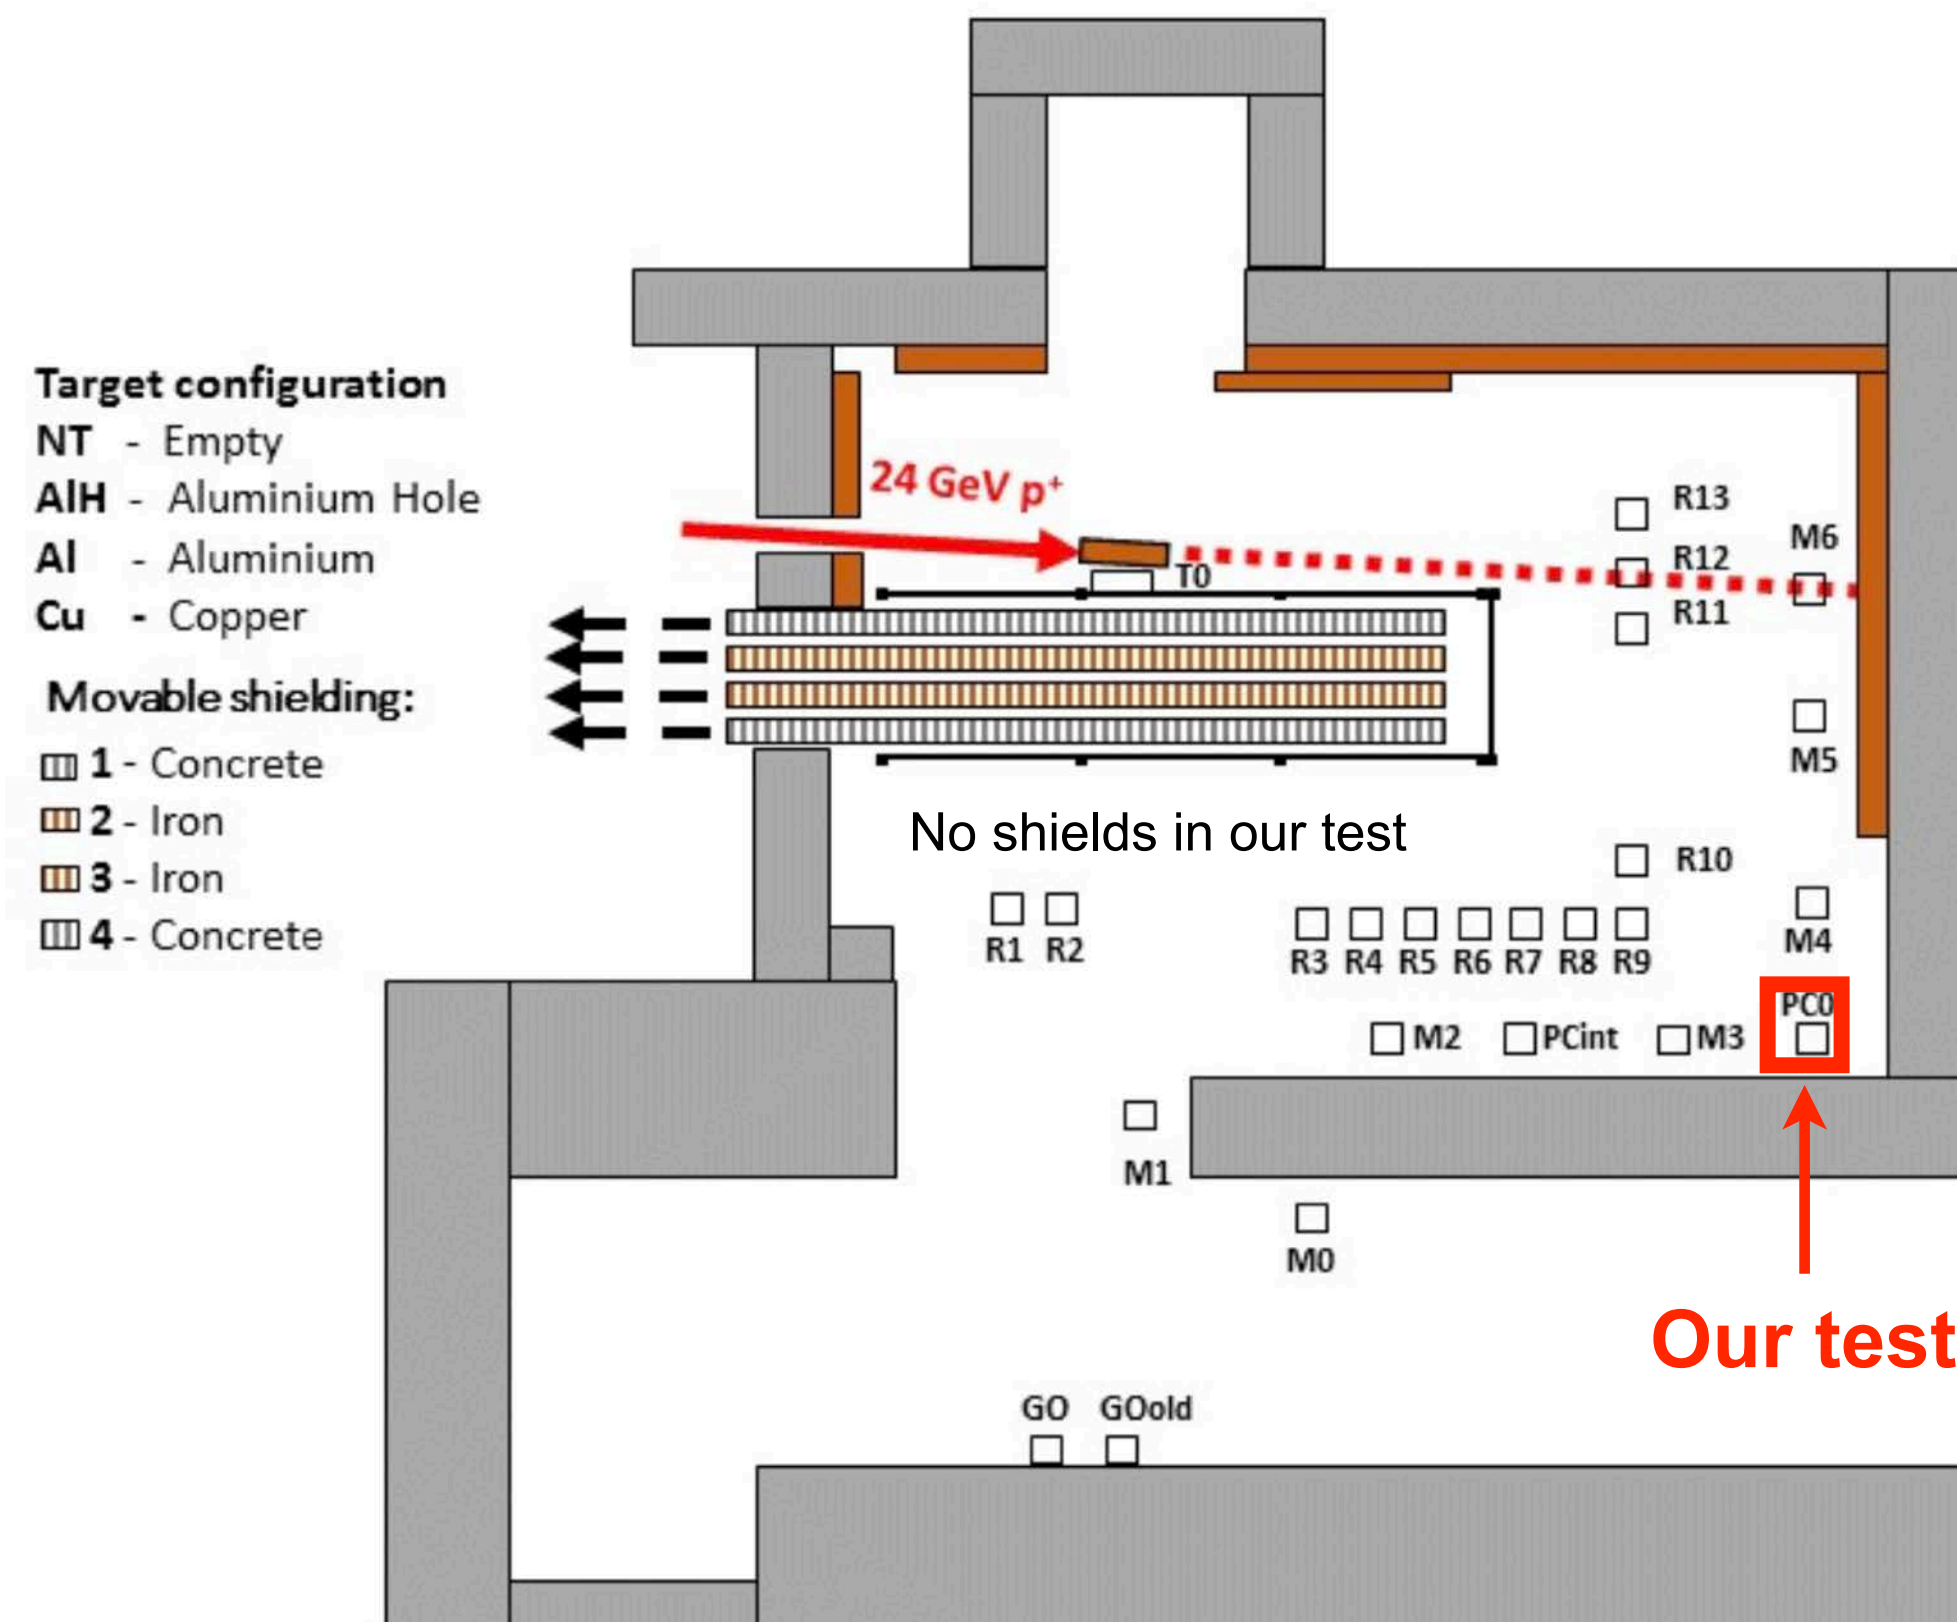 Target configuration
NT - Empty
AlH - Aluminium Hole
Al - Aluminium
Cu - Copper
Movable shielding:
1 - Concrete
2 - Iron
3 - Iron
4 - Concrete
24 GeV p⁺
T0
R13
M6
R12
R11
M5
No shields in our test
R10
R1 R2
R3 R4 R5 R6 R7 R8 R9
M4
PC0
M2 PCint M3
M1
M0
Our test
GO GOold